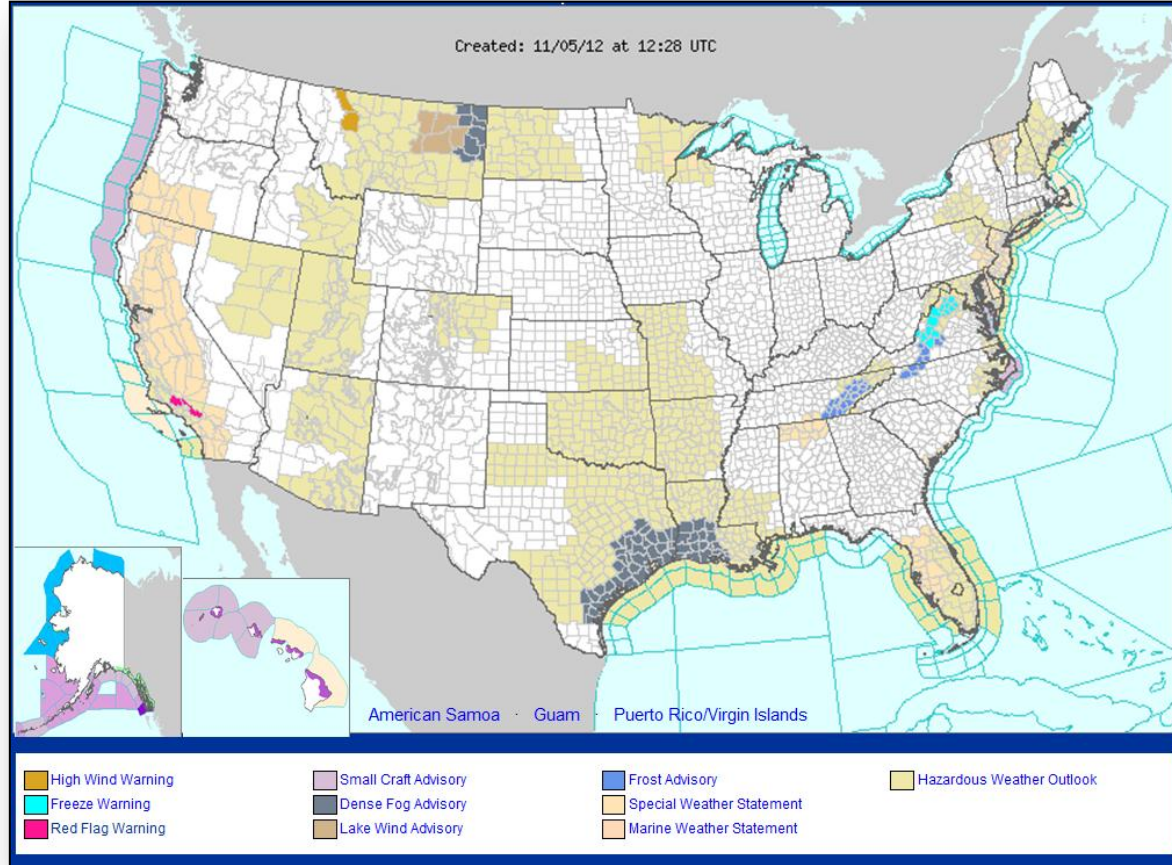 Created: 11/05/12 at 12:28 UTC
American Samoa · Guam · Puerto Rico/Virgin Islands
High Wind Warning
Freeze Warning
Red Flag Warning
Small Craft Advisory
Dense Fog Advisory
Lake Wind Advisory
Frost Advisory
Special Weather Statement
Marine Weather Statement
Hazardous Weather Outlook